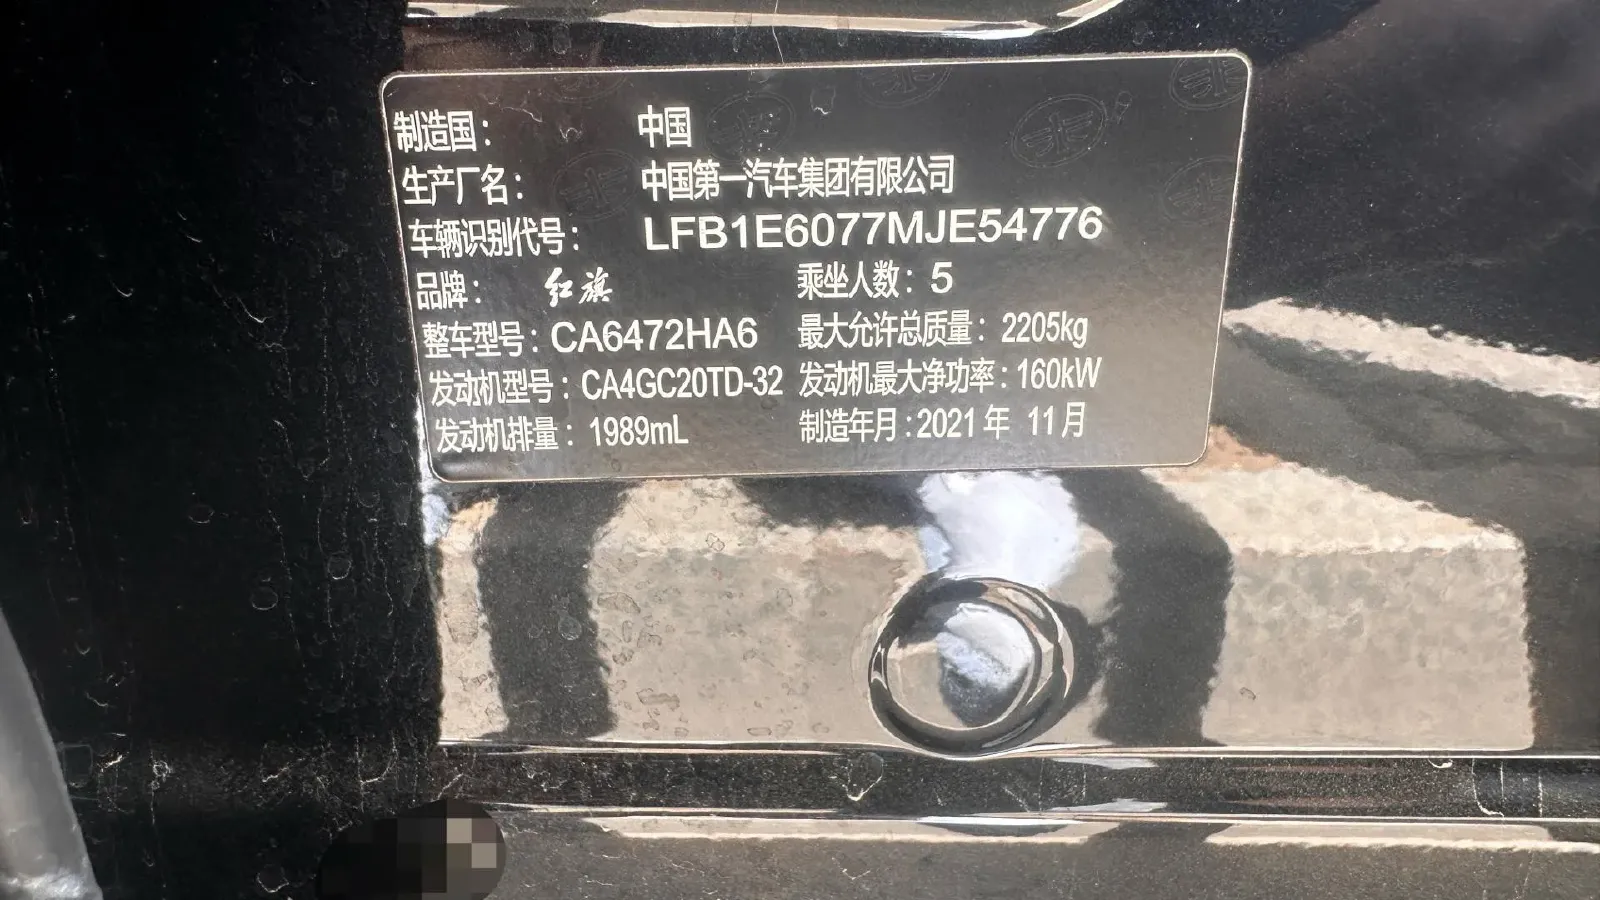 制造国： 中国
生产厂名： 中国第一汽车集团有限公司
车辆识别代号： LFB1E6077MJE54776
品牌： 红旗 乘坐人数：5
整车型号：CA6472HA6 最大允许总质量：2205kg
发动机型号：CA4GC20TD-32 发动机最大净功率：160kW
发动机排量：1989mL 制造年月：2021年 11月